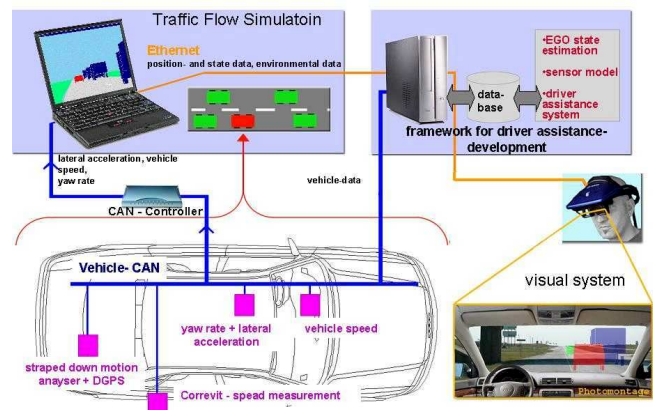 Traffic Flow Simulatoin
Ethernet
position- and state data, environmental data
•EGO state
estimation
•sensor model
•driver
assistance
system
data-
base
framework for driver assistance-
development
lateral acceleration, vehicle
speed,
yaw rate
vehicle-data
CAN - Controller
Vehicle- CAN
visual system
yaw rate + lateral
acceleration
vehicle speed
straped down motion
anayser + DGPS
Correvit - spead measurement
Photomontage